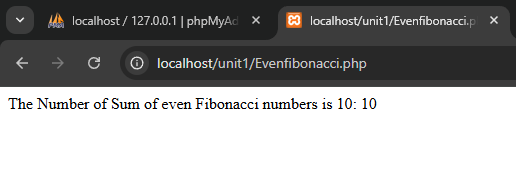 localhost / 127.0.0.1 | phpMyAd
localhost/unit1/Evenfibonacci.p
localhost/unit1/Evenfibonacci.php
The Number of Sum of even Fibonacci numbers is 10: 10